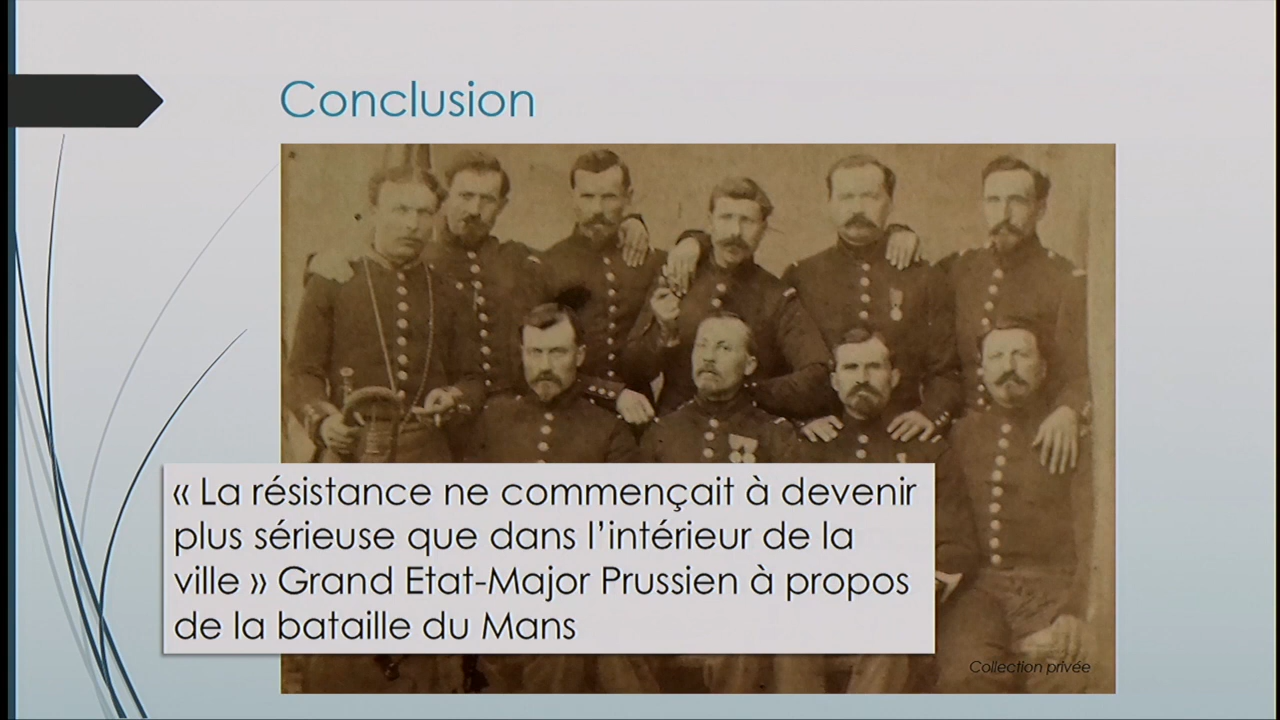 Conclusion
« La résistance ne commençait à devenir
plus sérieuse que dans l’intérieur de la
ville » Grand Etat-Major Prussien à propos
de la bataille du Mans
Collection privée